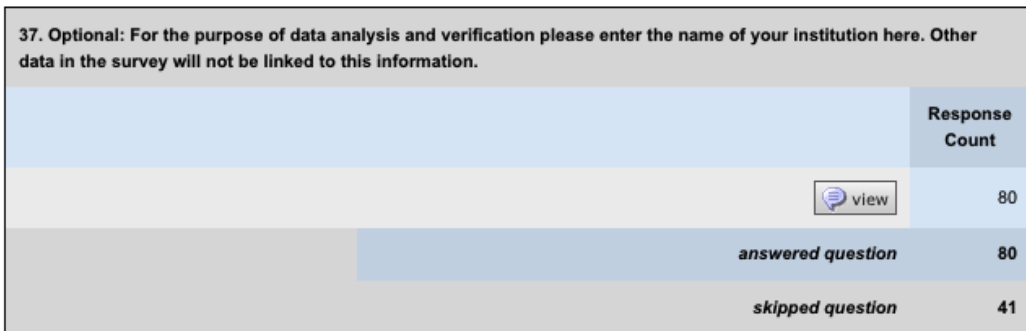 37. Optional: For the purpose of data analysis and verification please enter the name of your institution here. Other
data in the survey will not be linked to this information.
Response
Count
view 80
answered question 80
skipped question 41